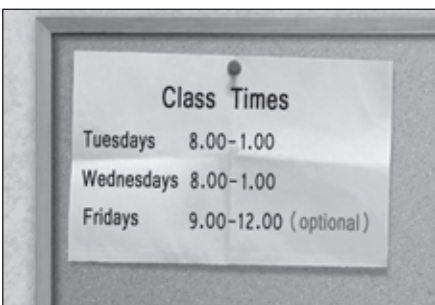 Class Times
Tuesdays 8.00-1.00
Wednesdays 8.00-1.00
Fridays 9.00-12.00 (optional)